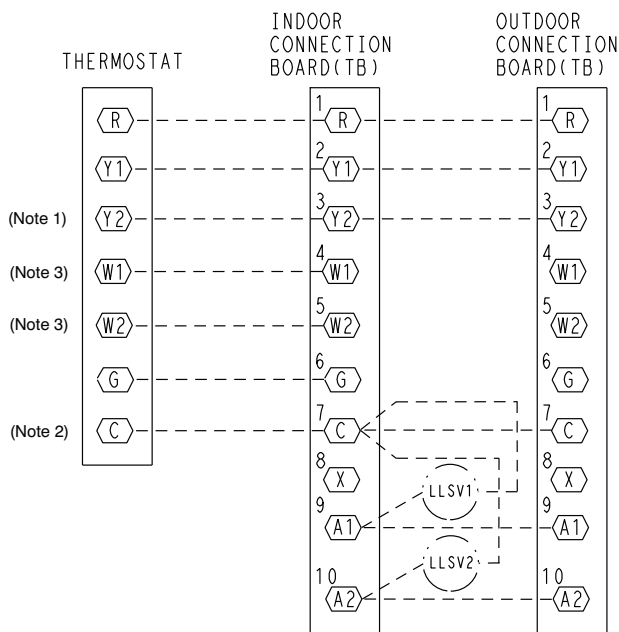 INDOOR
CONNECTION
BOARD(TB)
OUTDOOR
CONNECTION
BOARD(TB)
THERMOSTAT
R 1 R 1 R
Y1 2 Y1 2 Y1
(Note 1) Y2 3 Y2 3 Y2
(Note 3) W1 4 W1 4 W1
(Note 3) W2 5 W2 5 W2
G 6 G 6 G
(Note 2) C 7 C 7 C
8 X 8 X
LLSV1
9 A1 9 A1
LLSV2
10 A2 10 A2